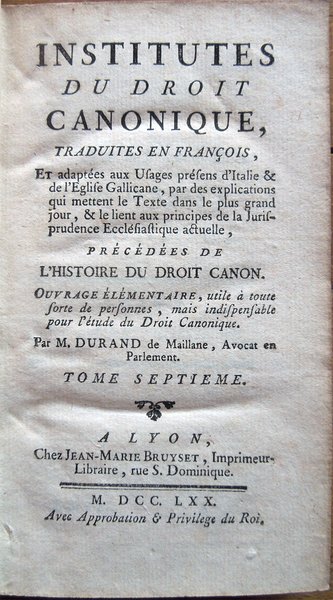 INSTITUTES
DU DROIT
CANONIQUE,
TRADUITES EN FRANÇOIS,
ET adaptées aux Uſages préſens d'Italie &
de l'Egliſe Gallicane, par des explications
qui mettent le Texte dans le plus grand
jour, & le lient aux principes de la Juriſ-
prudence Eccléſiaſtique actuelle,
PRÉCÉDÉES DE
L'HISTOIRE DU DROIT CANON.
OUVRAGE ÉLÉMENTAIRE, utile à toute
ſorte de perſonnes, mais indiſpenſable
pour l'étude du Droit Canonique.
Par M. DURAND de Maillane, Avocat en
Parlement.
TOME SEPTIEME.
A LYON,
Chez JEAN-MARIE BRUYSET, Imprimeur-
Libraire, rue S. Dominique.
M. DCC. LXX.
Avec Approbation & Privilege du Roi.